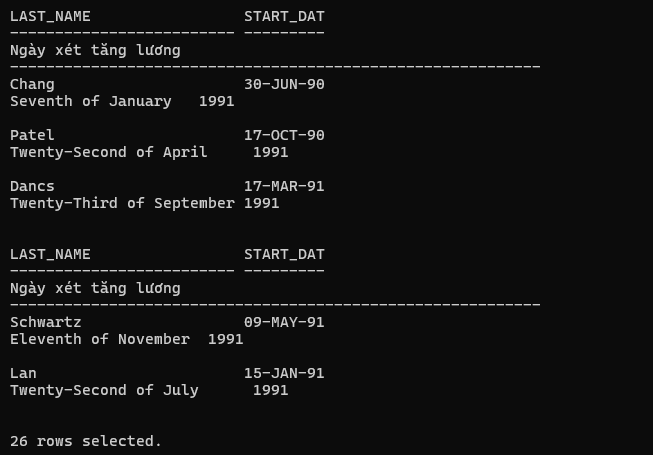 LAST_NAME                 START_DAT
------------------------- ---------
Ngày xét tăng lương
-----------------------------------------------------------
Chang                     30-JUN-90
Seventh of January   1991
Patel                     17-OCT-90
Twenty-Second of April     1991
Dancs                     17-MAR-91
Twenty-Third of September 1991
LAST_NAME                 START_DAT
------------------------- ---------
Ngày xét tăng lương
-----------------------------------------------------------
Schwartz                  09-MAY-91
Eleventh of November  1991
Lan                       15-JAN-91
Twenty-Second of July      1991
26 rows selected.